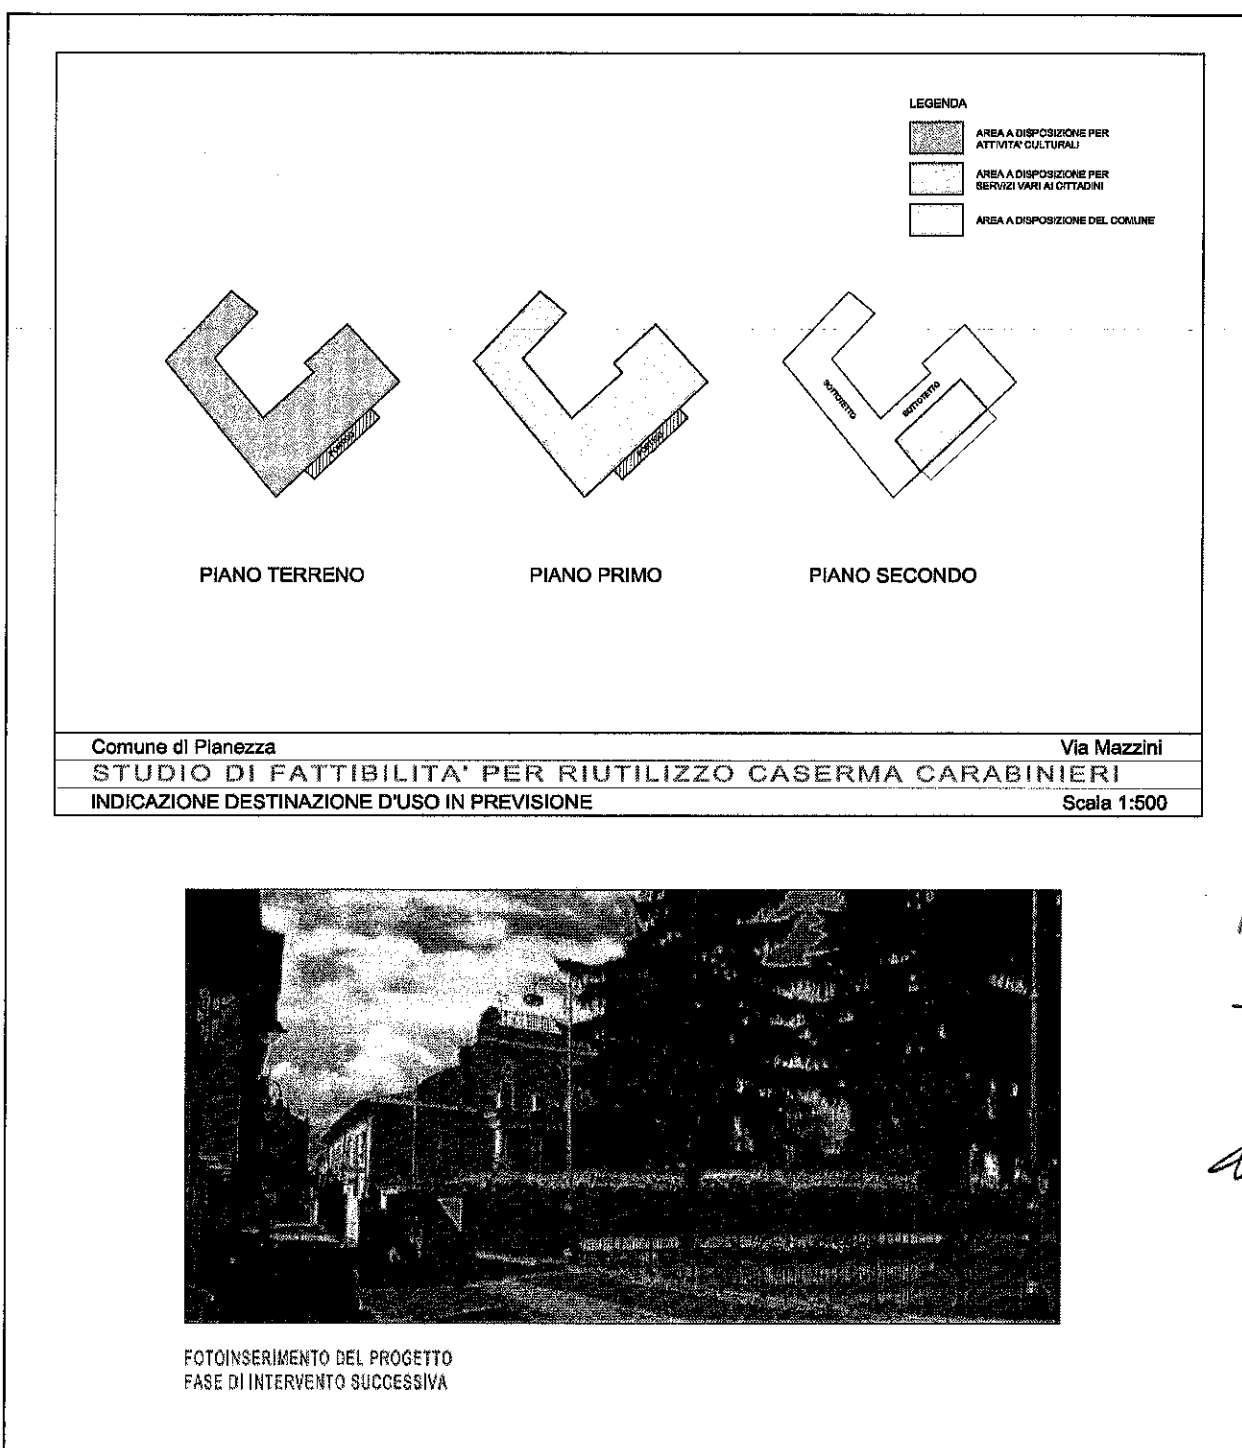 LEGENDA
AREA A DISPOSIZIONE PER
ATTIVITA' CULTURALI
AREA A DISPOSIZIONE PER
SERVIZI VARI AI CITTADINI
AREA A DISPOSIZIONE DEL COMUNE
SOTTOTETTO
SOTTOTETTO
PIANO TERRENO
PIANO PRIMO
PIANO SECONDO
Comune di Pianezza
Via Mazzini
STUDIO DI FATTIBILITA' PER RIUTILIZZO CASERMA CARABINIERI
INDICAZIONE DESTINAZIONE D'USO IN PREVISIONE
Scala 1:500
FOTOINSERIMENTO DEL PROGETTO
FASE DI INTERVENTO SUCCESSIVA